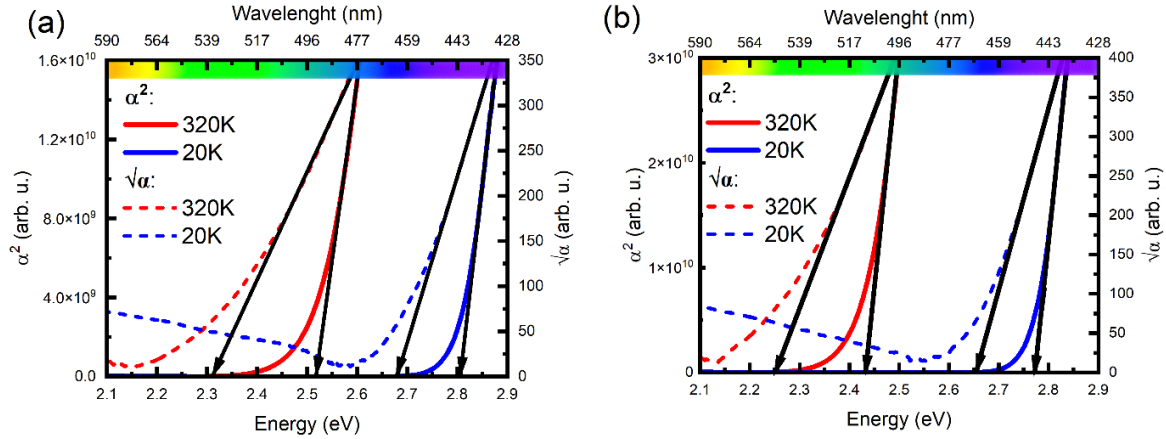 (a)
Wavelenght (nm)
590 564 539 517 496 477 459 443 428
1.6×10¹⁰
1.2×10¹⁰
8.0×10⁹
4.0×10⁹
0.0
α² (arb. u.)
α²:
320K
20K
√α:
320K
20K
350
300
250
200
150
100
50
0
√α (arb. u.)
2.1 2.2 2.3 2.4 2.5 2.6 2.7 2.8 2.9
Energy (eV)
(b)
Wavelenght (nm)
590 564 539 517 496 477 459 443 428
3×10¹⁰
2×10¹⁰
1×10¹⁰
0
α² (arb. u.)
α²:
320K
20K
√α:
320K
20K
400
350
300
250
200
150
100
50
0
√α (arb. u.)
2.1 2.2 2.3 2.4 2.5 2.6 2.7 2.8 2.9
Energy (eV)